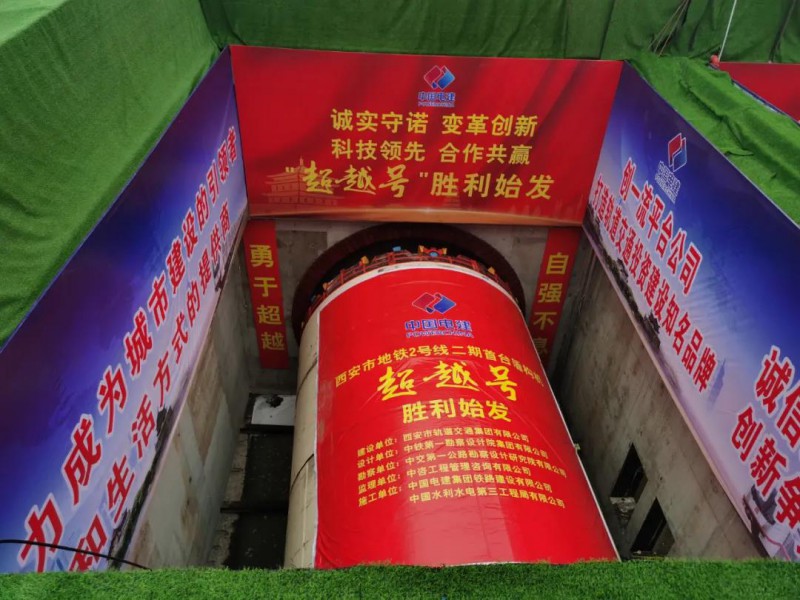 中国电建
POWERCHINA
诚实守诺 变革创新
科技领先 合作共赢
"超越号"胜利始发
力成为城市建设的引领者
和生活方式的提供商
勇于超越
自强不息
中国电建
POWERCHINA
西安市地铁2号线二期首台盾构机
超越号
胜利始发
建设单位：西安市轨道交通集团有限公司
设计单位：中铁第一勘察设计院集团有限公司
勘察单位：中交第一公路勘察设计研究院有限公司
监理单位：中咨工程管理咨询有限公司
施工单位：中国电建集团铁路建设有限公司
中国水利水电第三工程局有限公司
创一流平台公司
投资建设知名品牌
诚信
创新争